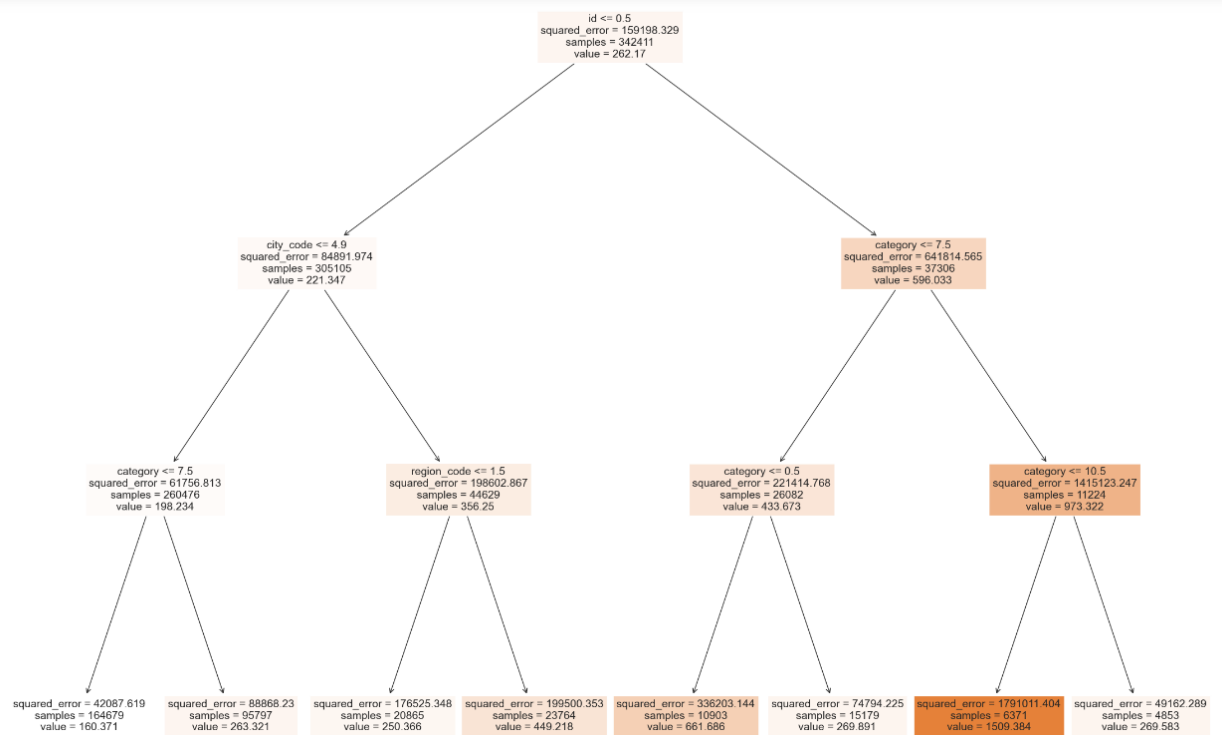 id <= 0.5
squared_error = 159198.329
samples = 342411
value = 262.17
city_code <= 4.9
squared_error = 84891.974
samples = 305105
value = 221.347
category <= 7.5
squared_error = 641814.565
samples = 37306
value = 596.033
category <= 7.5
squared_error = 61756.813
samples = 260476
value = 198.234
region_code <= 1.5
squared_error = 198602.867
samples = 44629
value = 356.25
category <= 0.5
squared_error = 221414.768
samples = 26082
value = 433.673
category <= 10.5
squared_error = 1415123.247
samples = 11224
value = 973.322
squared_error = 42087.619
samples = 164679
value = 160.371
squared_error = 88868.23
samples = 95797
value = 263.321
squared_error = 176525.348
samples = 20865
value = 250.366
squared_error = 199500.353
samples = 23764
value = 449.218
squared_error = 336203.144
samples = 10903
value = 661.686
squared_error = 74794.225
samples = 15179
value = 269.891
squared_error = 1791011.404
samples = 6371
value = 1509.384
squared_error = 49162.289
samples = 4853
value = 269.583